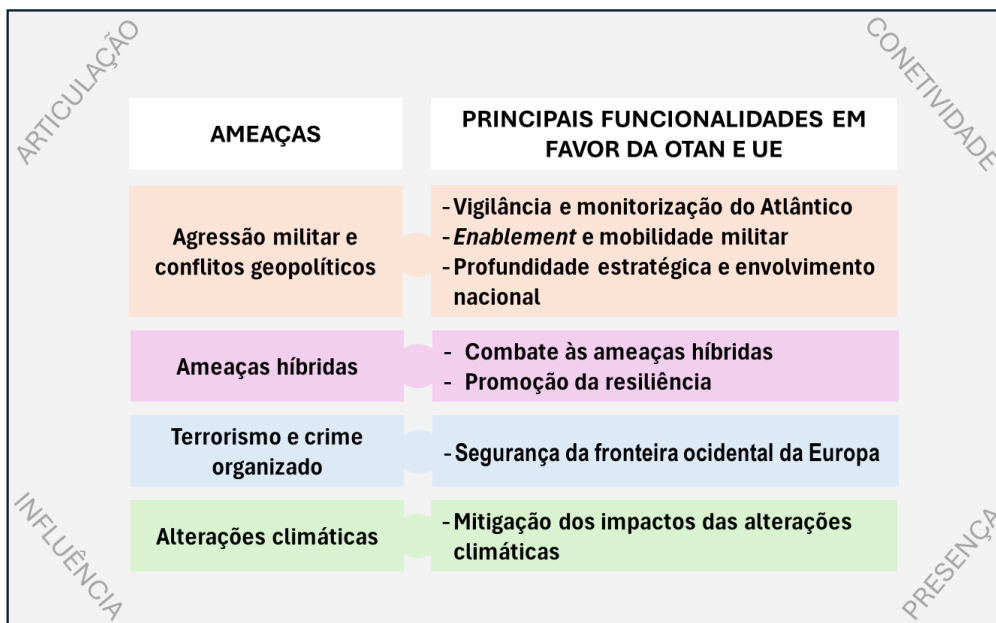 ARTICULAÇÃO
CONETIVIDADE
AMEAÇAS
PRINCIPAIS FUNCIONALIDADES EM
FAVOR DA OTAN E UE
Agressão militar e
conflitos geopolíticos
- Vigilância e monitorização do Atlântico
- Enablement e mobilidade militar
- Profundidade estratégica e envolvimento
nacional
Ameaças híbridas
- Combate às ameaças híbridas
- Promoção da resiliência
Terrorismo e crime
organizado
- Segurança da fronteira ocidental da Europa
Alterações climáticas
- Mitigação dos impactos das alterações
climáticas
INFLUÊNCIA
PRESENÇA